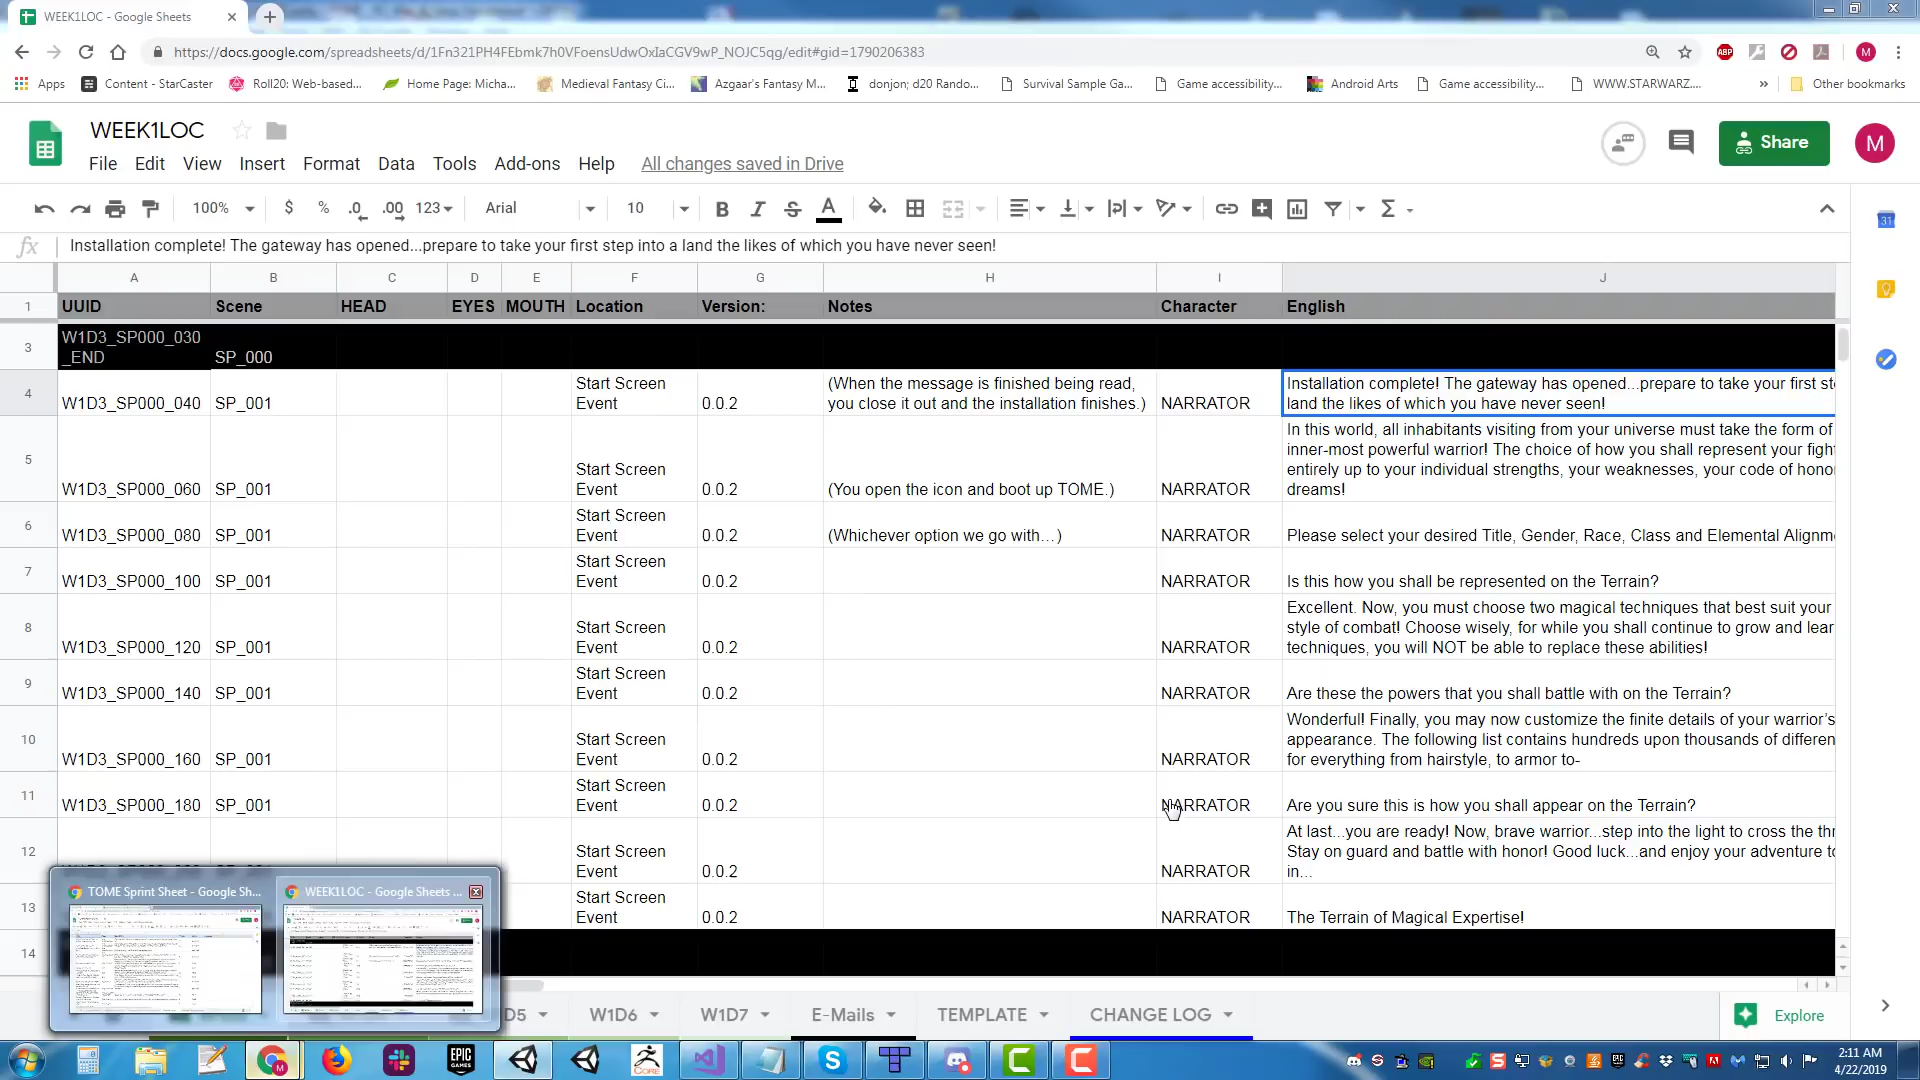 WEEK1LOC - Google Sheets
https://docs.google.com/spreadsheets/d/1Fn321PH4FEbmk7h0VFoensUdwOxIaCGV9wP_NOJC5qg/edit#gid=1790206383
Apps Content - StarCaster Roll20: Web-based... Home Page: Micha... Medieval Fantasy Ci... Azgaar's Fantasy M... donjon; d20 Rando... Survival Sample Ga... Game accessibility... Android Arts Game accessibility... WWW.STARWARZ.... » Other bookmarks
WEEK1LOC
Share
M
File Edit View Insert Format Data Tools Add-ons Help All changes saved in Drive
100% $ % .0 .00 123 Arial 10 B I S A
fx Installation complete! The gateway has opened...prepare to take your first step into a land the likes of which you have never seen!
A B C D E F G H I J
1 UUID Scene HEAD EYES MOUTH Location Version: Notes Character English
3 W1D3_SP000_030
_END SP_000
4 W1D3_SP000_040 SP_001 Start Screen
Event 0.0.2 (When the message is finished being read,
you close it out and the installation finishes.) NARRATOR Installation complete! The gateway has opened...prepare to take your first st
land the likes of which you have never seen!
5 W1D3_SP000_060 SP_001 Start Screen
Event 0.0.2 (You open the icon and boot up TOME.) NARRATOR In this world, all inhabitants visiting from your universe must take the form of
inner-most powerful warrior! The choice of how you shall represent your figh
entirely up to your individual strengths, your weaknesses, your code of hono
dreams!
6 W1D3_SP000_080 SP_001 Start Screen
Event 0.0.2 (Whichever option we go with...) NARRATOR Please select your desired Title, Gender, Race, Class and Elemental Alignm
7 W1D3_SP000_100 SP_001 Start Screen
Event 0.0.2 NARRATOR Is this how you shall be represented on the Terrain?
8 W1D3_SP000_120 SP_001 Start Screen
Event 0.0.2 NARRATOR Excellent. Now, you must choose two magical techniques that best suit your
style of combat! Choose wisely, for while you shall continue to grow and lear
techniques, you will NOT be able to replace these abilities!
9 W1D3_SP000_140 SP_001 Start Screen
Event 0.0.2 NARRATOR Are these the powers that you shall battle with on the Terrain?
10 W1D3_SP000_160 SP_001 Start Screen
Event 0.0.2 NARRATOR Wonderful! Finally, you may now customize the finite details of your warrior's
appearance. The following list contains hundreds upon thousands of differen
for everything from hairstyle, to armor to-
11 W1D3_SP000_180 SP_001 Start Screen
Event 0.0.2 NARRATOR Are you sure this is how you shall appear on the Terrain?
12 Start Screen
Event 0.0.2 NARRATOR At last...you are ready! Now, brave warrior...step into the light to cross the thr
Stay on guard and battle with honor! Good luck...and enjoy your adventure to
in...
13 Start Screen
Event 0.0.2 NARRATOR The Terrain of Magical Expertise!
14
TOME Sprint Sheet - Google Sh... WEEK1LOC - Google Sheets ...
D5 W1D6 W1D7 E-Mails TEMPLATE CHANGE LOG Explore
EPIC GAMES
CORE
2:11 AM
4/22/2019